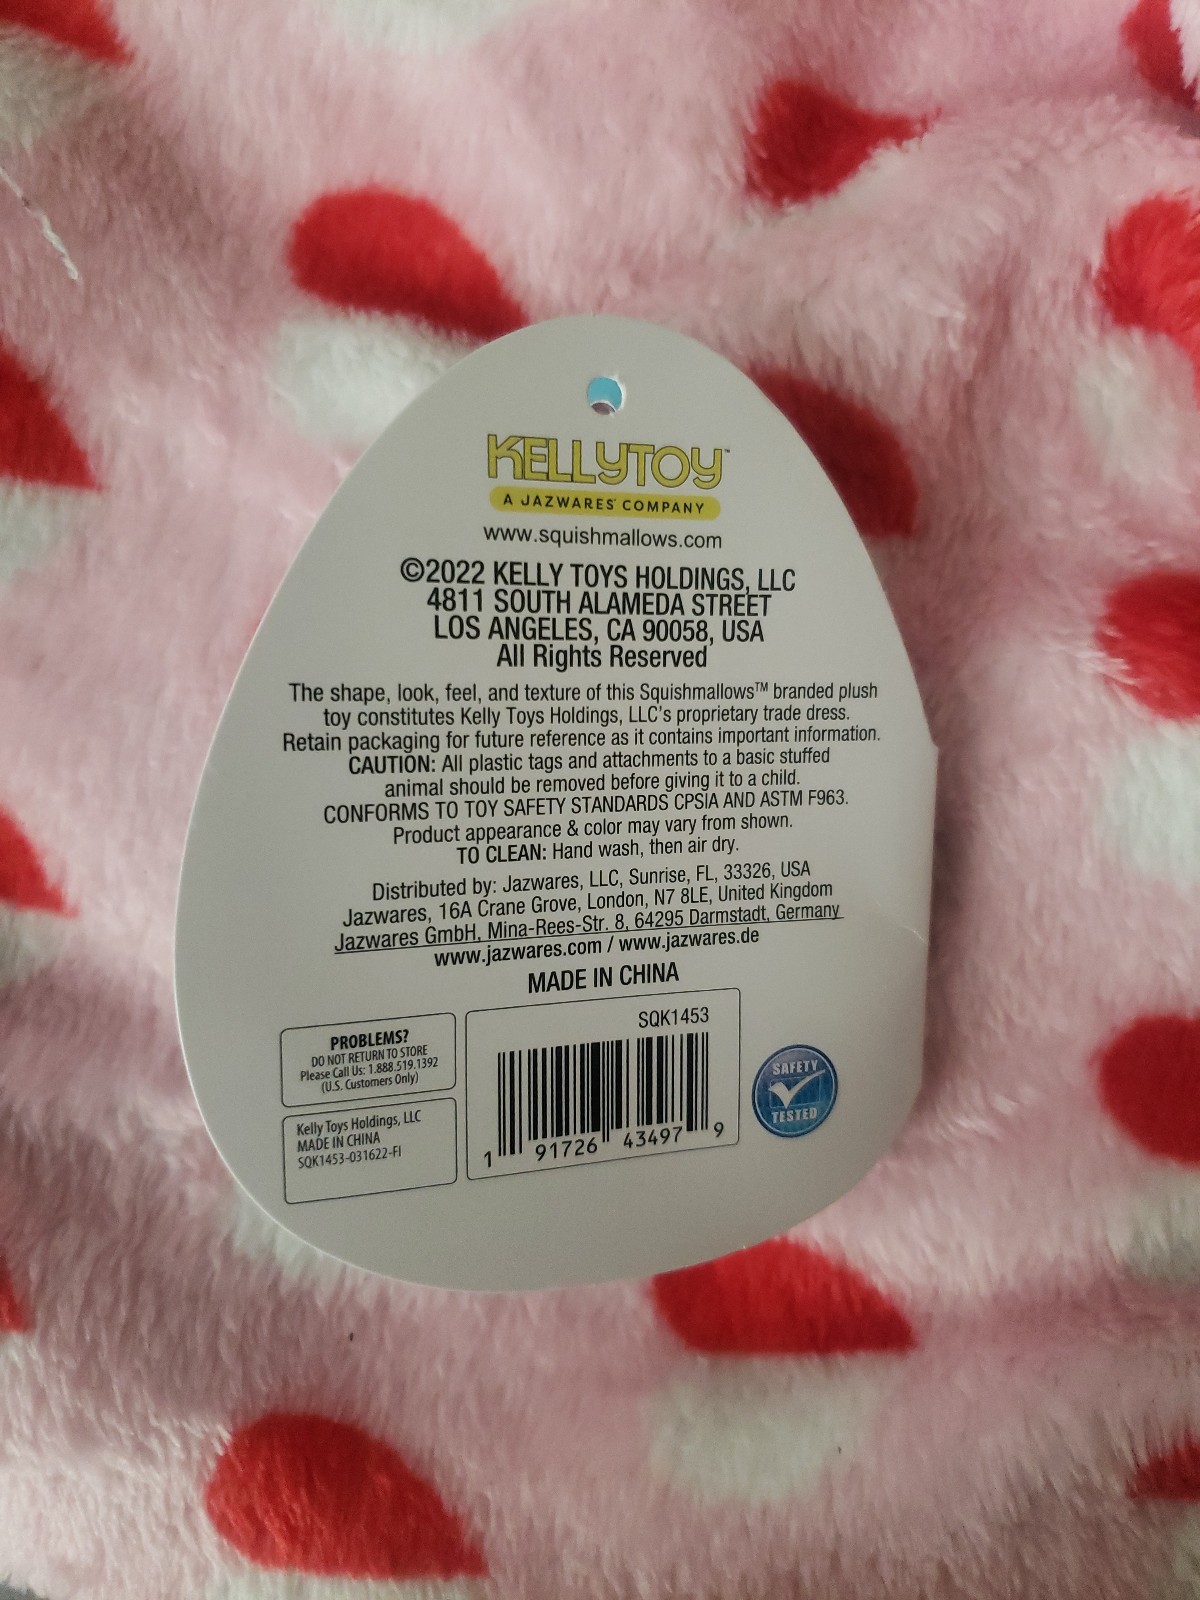 KELLYTOY™
A JAZWARES® COMPANY
www.squishmallows.com
©2022 KELLY TOYS HOLDINGS, LLC
4811 SOUTH ALAMEDA STREET
LOS ANGELES, CA 90058, USA
All Rights Reserved
The shape, look, feel, and texture of this Squishmallows™ branded plush
toy constitutes Kelly Toys Holdings, LLC's proprietary trade dress.
Retain packaging for future reference as it contains important information.
CAUTION: All plastic tags and attachments to a basic stuffed
animal should be removed before giving it to a child.
CONFORMS TO TOY SAFETY STANDARDS CPSIA AND ASTM F963.
Product appearance & color may vary from shown.
TO CLEAN: Hand wash, then air dry.
Distributed by: Jazwares, LLC, Sunrise, FL, 33326, USA
Jazwares, 16A Crane Grove, London, N7 8LE, United Kingdom
Jazwares GmbH, Mina-Rees-Str. 8, 64295 Darmstadt, Germany
www.jazwares.com / www.jazwares.de
MADE IN CHINA
PROBLEMS?
DO NOT RETURN TO STORE
Please Call Us: 1.888.519.1392
(U.S. Customers Only)
Kelly Toys Holdings, LLC
MADE IN CHINA
SQK1453-031622-FI
SQK1453
1 91726 43497 9
SAFETY
TESTED